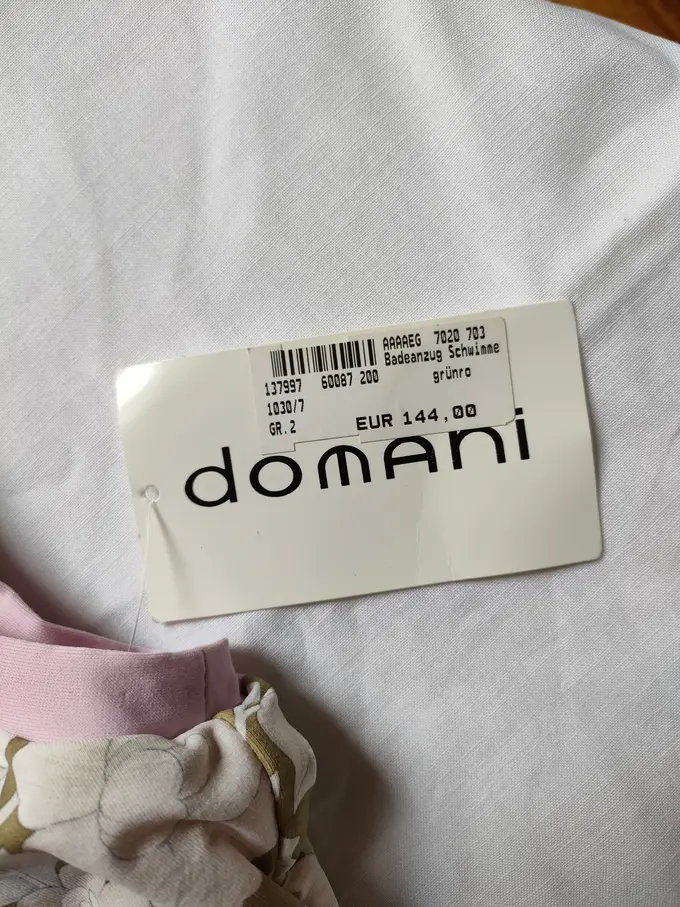 AAAAEG 7020 703
Badeanzug Schwimme
137997 60087 200 grünro
1030/7
GR.2 EUR 144,00
domani